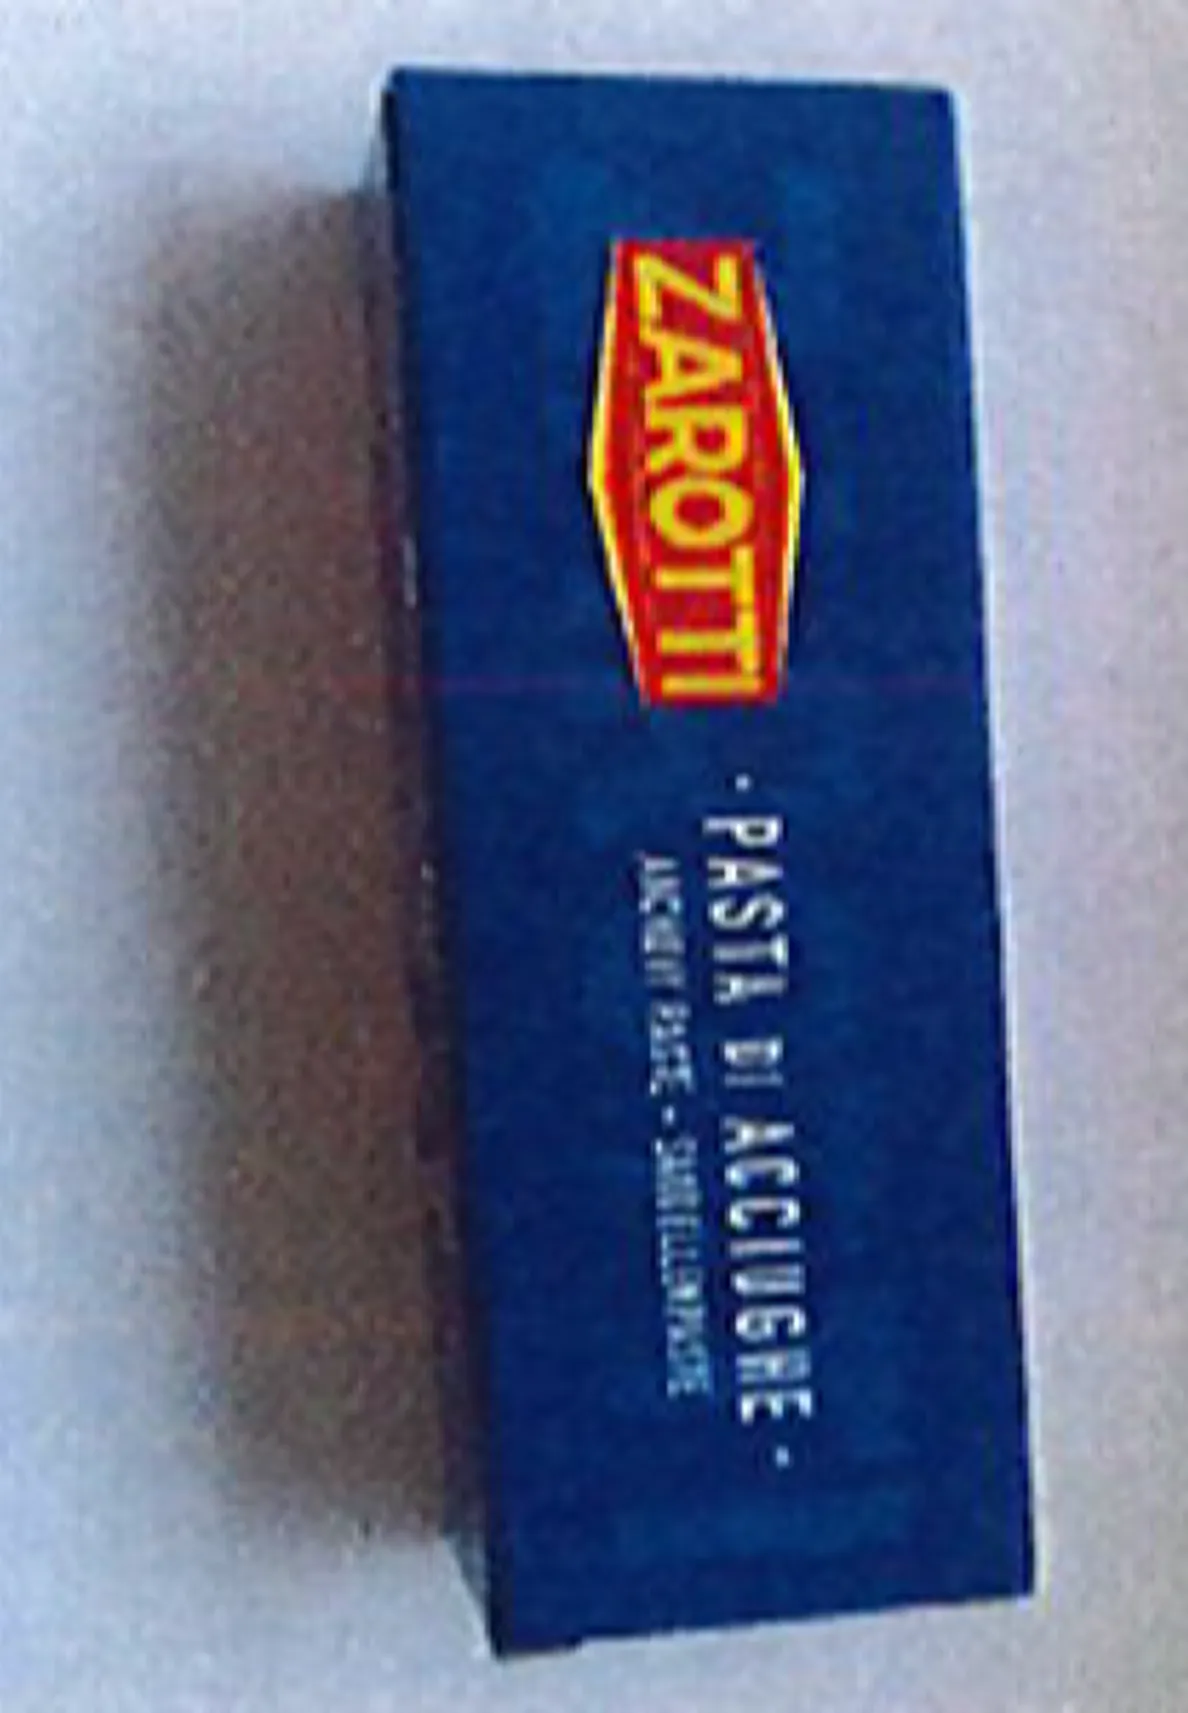 ZAROTTI
· PASTA DI ACCIUGHE ·
ANCHOVY PASTE • SARDELLENPASTE